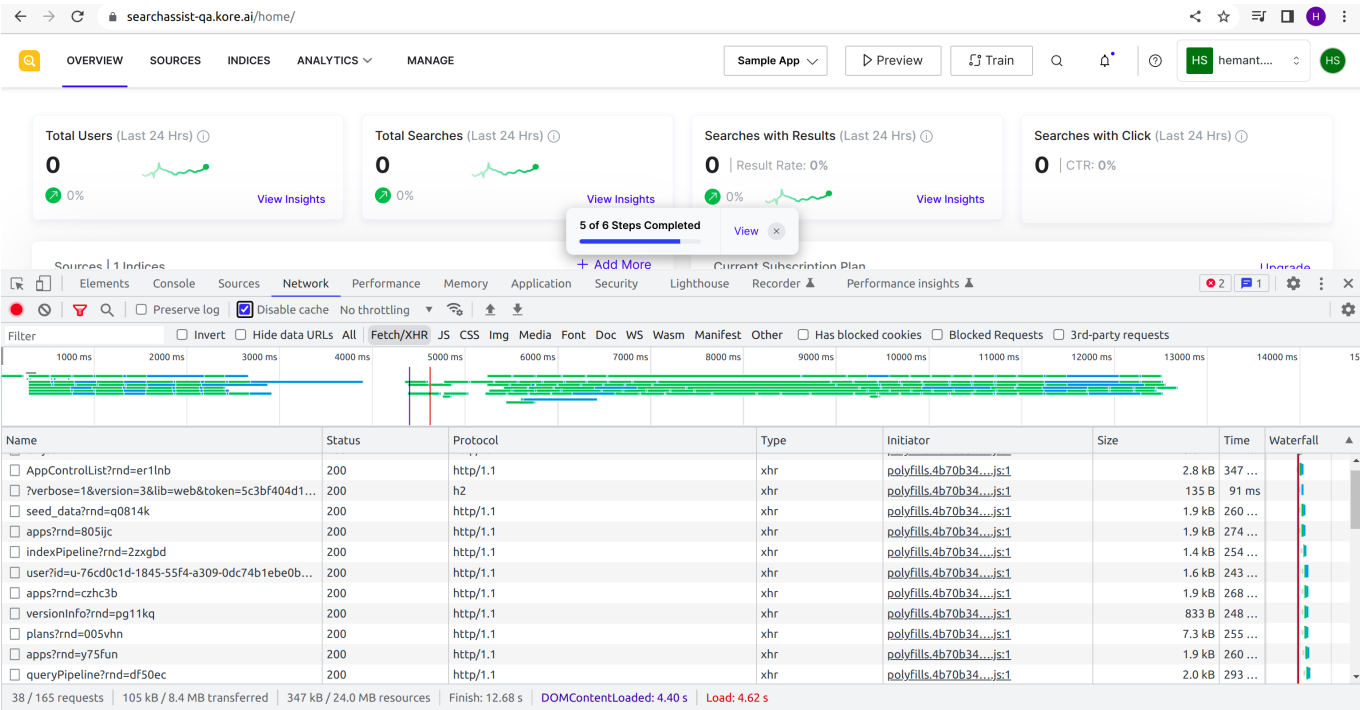 searchassist-qa.kore.ai/home/
H
OVERVIEW SOURCES INDICES ANALYTICS MANAGE Sample App Preview Train HS hemant.... HS
Total Users (Last 24 Hrs) Total Searches (Last 24 Hrs) Searches with Results (Last 24 Hrs) Searches with Click (Last 24 Hrs)
0 0 0 | Result Rate: 0% 0 | CTR: 0%
0% View Insights 0% View Insights 0% View Insights
5 of 6 Steps Completed View
Sources | 1 Indices + Add More Current Subscription Plan Upgrade
Elements Console Sources Network Performance Memory Application Security Lighthouse Recorder Performance insights 2 1
Preserve log Disable cache No throttling
Filter Invert Hide data URLs All Fetch/XHR JS CSS Img Media Font Doc WS Wasm Manifest Other Has blocked cookies Blocked Requests 3rd-party requests
1000 ms 2000 ms 3000 ms 4000 ms 5000 ms 6000 ms 7000 ms 8000 ms 9000 ms 10000 ms 11000 ms 12000 ms 13000 ms 14000 ms 15
Name Status Protocol Type Initiator Size Time Waterfall
AppControlList?rnd=er1lnb 200 http/1.1 xhr polyfills.4b70b34....js:1 2.8 kB 347 ...
?verbose=1&version=3&lib=web&token=5c3bf404d1... 200 h2 xhr polyfills.4b70b34....js:1 135 B 91 ms
seed_data?rnd=q0814k 200 http/1.1 xhr polyfills.4b70b34....js:1 1.9 kB 260 ...
apps?rnd=805ijc 200 http/1.1 xhr polyfills.4b70b34....js:1 1.9 kB 274 ...
indexPipeline?rnd=2zxgbd 200 http/1.1 xhr polyfills.4b70b34....js:1 1.4 kB 254 ...
user?id=u-76cd0c1d-1845-55f4-a309-0dc74b1ebe0b... 200 http/1.1 xhr polyfills.4b70b34....js:1 1.6 kB 243 ...
apps?rnd=czhc3b 200 http/1.1 xhr polyfills.4b70b34....js:1 1.9 kB 268 ...
versionInfo?rnd=pg11kq 200 http/1.1 xhr polyfills.4b70b34....js:1 833 B 248 ...
plans?rnd=005vhn 200 http/1.1 xhr polyfills.4b70b34....js:1 7.3 kB 255 ...
apps?rnd=y75fun 200 http/1.1 xhr polyfills.4b70b34....js:1 1.9 kB 260 ...
queryPipeline?rnd=df50ec 200 http/1.1 xhr polyfills.4b70b34....js:1 2.0 kB 293 ...
38 / 165 requests 105 kB / 8.4 MB transferred 347 kB / 24.0 MB resources Finish: 12.68 s DOMContentLoaded: 4.40 s Load: 4.62 s